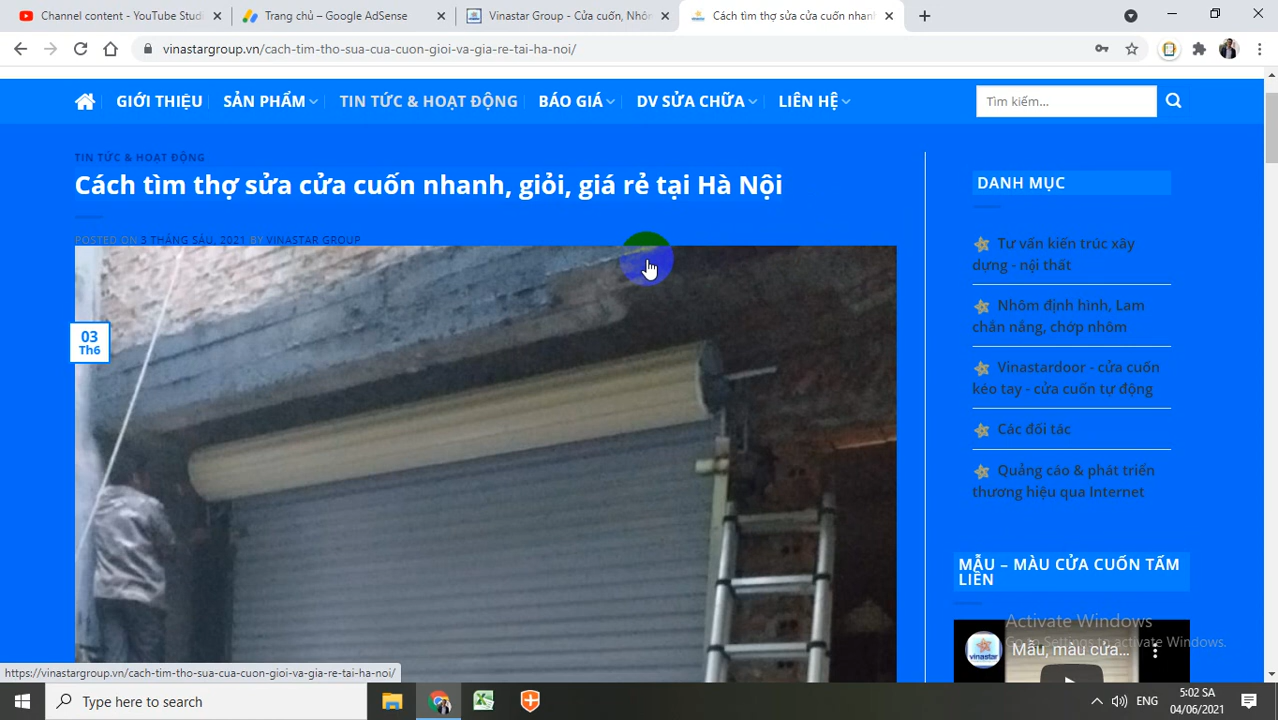 Channel content - YouTube Studi
Trang chủ – Google AdSense
Vinastar Group - Cửa cuốn, Nhôm
Cách tìm thợ sửa cửa cuốn nhanh
vinastargroup.vn/cach-tim-tho-sua-cua-cuon-gioi-va-gia-re-tai-ha-noi/
GIỚI THIỆU SẢN PHẨM TIN TỨC & HOẠT ĐỘNG BÁO GIÁ DV SỬA CHỮA LIÊN HỆ Tìm kiếm...
TIN TỨC & HOẠT ĐỘNG
Cách tìm thợ sửa cửa cuốn nhanh, giỏi, giá rẻ tại Hà Nội
POSTED ON 3 THÁNG SÁU, 2021 BY VINASTAR GROUP
03
Th6
DANH MỤC
Tư vấn kiến trúc xây
dựng - nội thất
Nhôm định hình, Lam
chắn nắng, chớp nhôm
Vinastardoor - cửa cuốn
kéo tay - cửa cuốn tự động
Các đối tác
Quảng cáo & phát triển
thương hiệu qua Internet
MẪU – MÀU CỬA CUỐN TẤM
LIỀN
vinastar
Mẫu, màu cửa...
Activate Windows
Go to Settings to activate Windows.
https://vinastargroup.vn/cach-tim-tho-sua-cua-cuon-gioi-va-gia-re-tai-ha-noi/
Type here to search
ENG
5:02 SA
04/06/2021